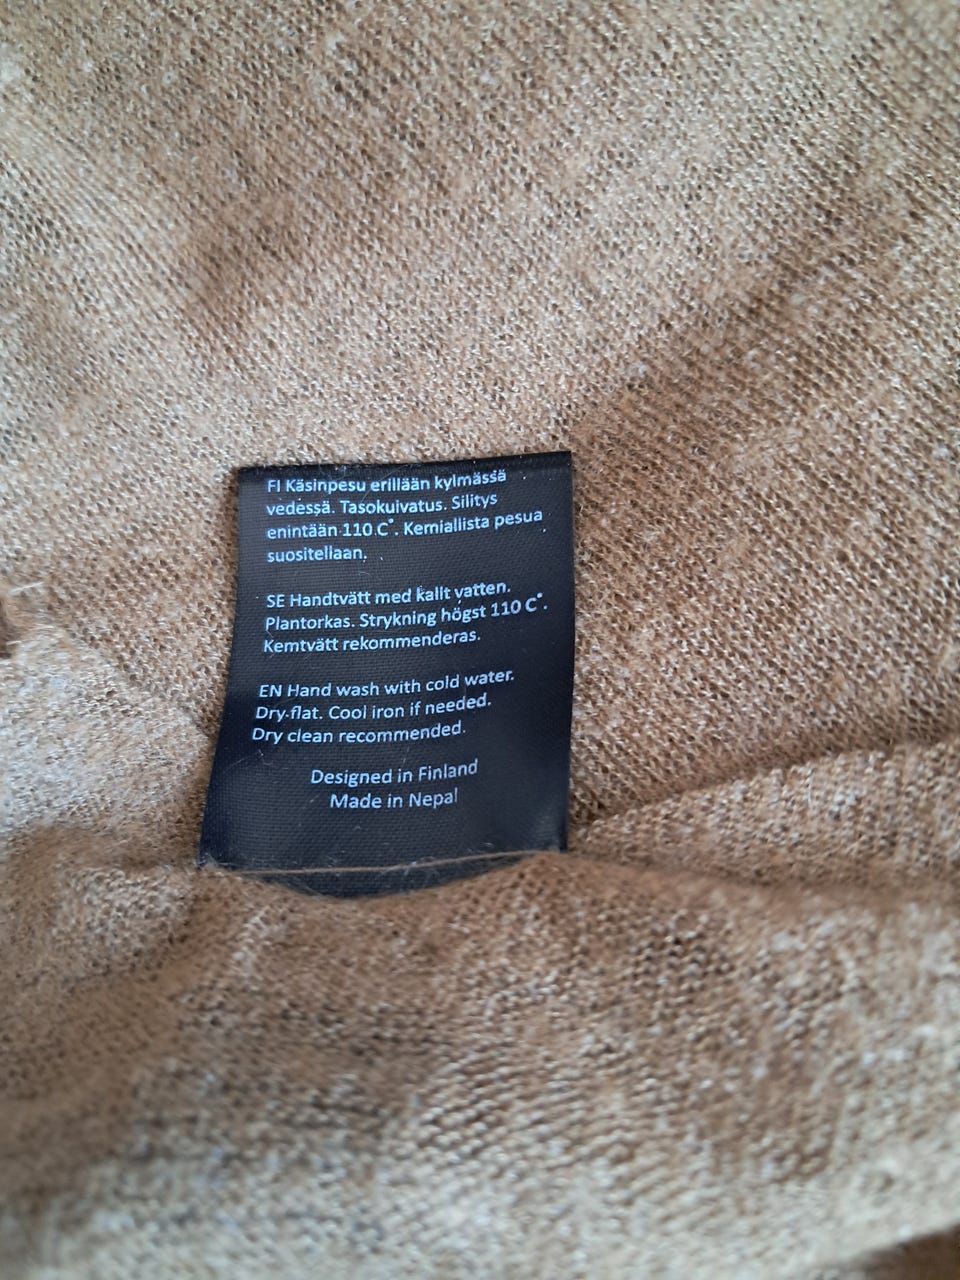 FI Käsinpesu erillään kylmässä
vedessä. Tasokuivatus. Silitys
enintään 110 C°. Kemiallista pesua
suositellaan.
SE Handtvätt med kallt vatten.
Plantorkas. Strykning högst 110 C°.
Kemtvätt rekommenderas.
EN Hand wash with cold water.
Dry flat. Cool iron if needed.
Dry clean recommended.
Designed in Finland
Made in Nepal